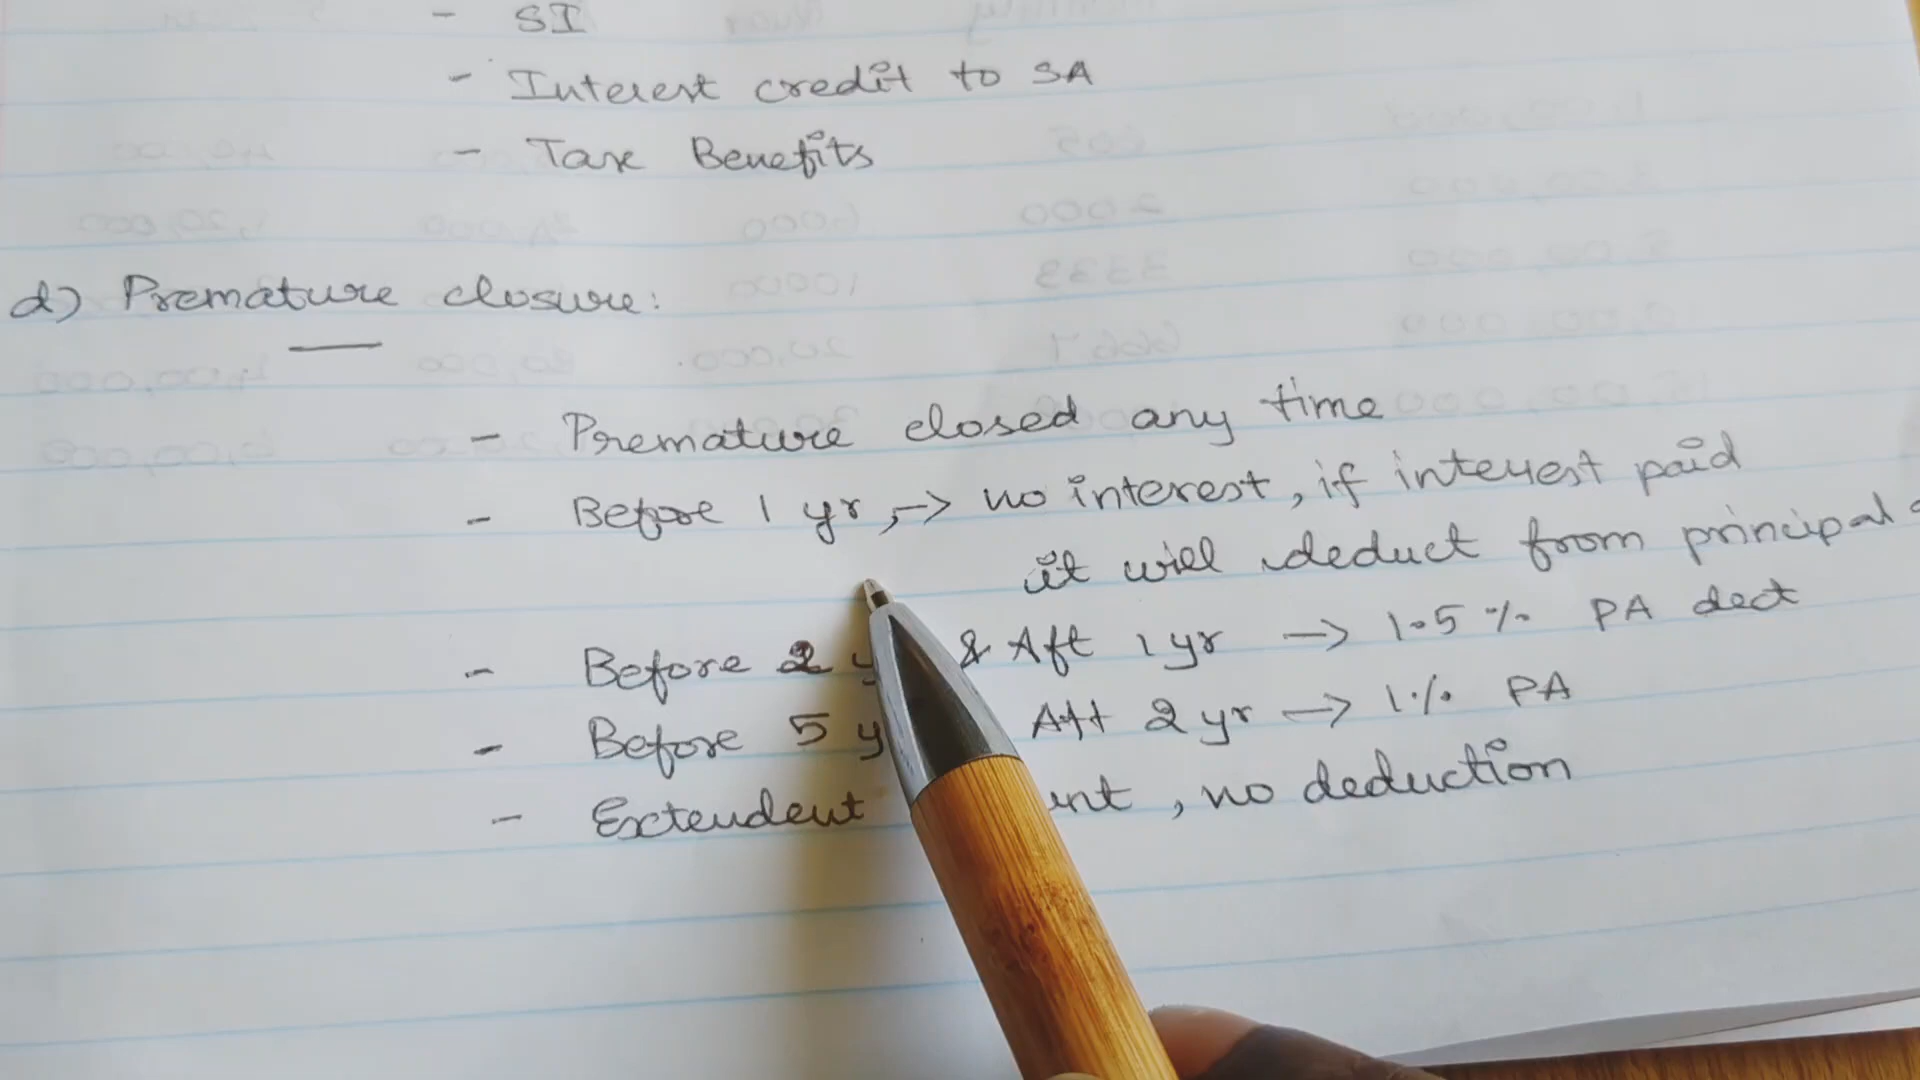 - SI
- Interest credit to SA
- Tax Benefits
d) Premature closure:
- Premature closed any time
- Before 1 yr, -> no interest, if interest paid
it will deduct from principal
- Before 2 y & Aft 1 yr -> 1.5% PA dect
- Before 5 y Aft 2 yr -> 1% PA
- Extendent unt, no deduction